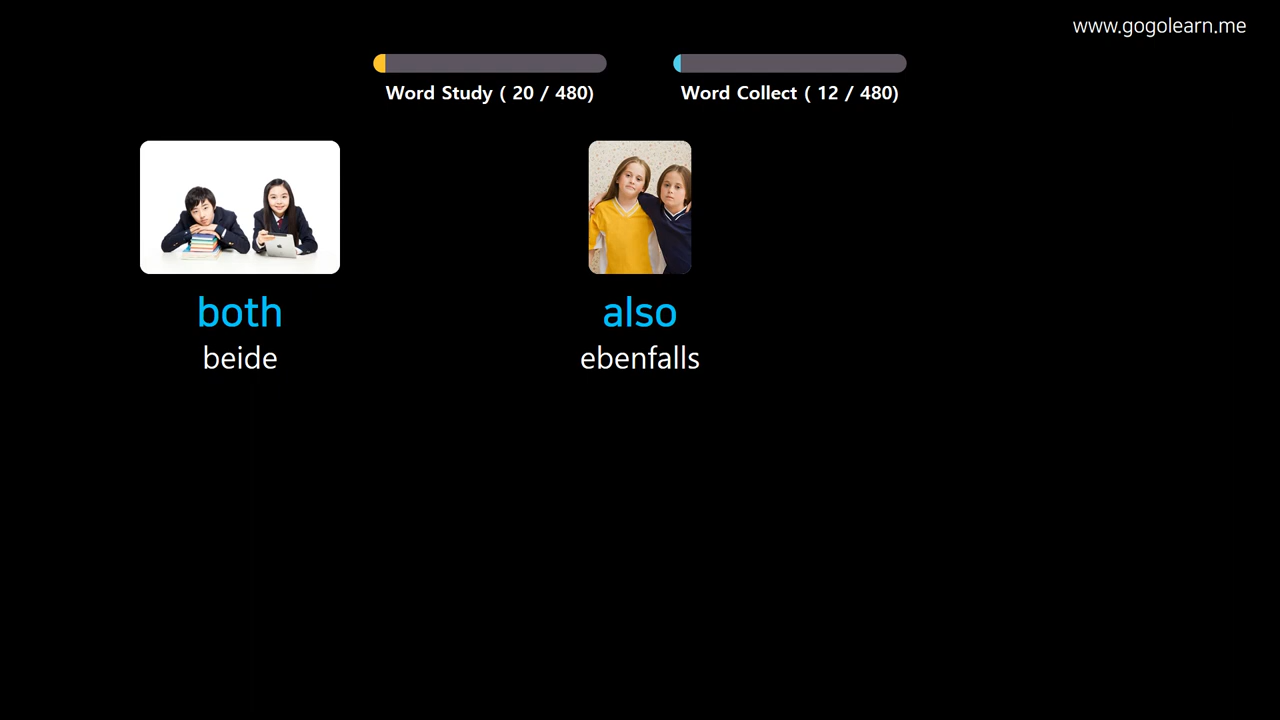 www.gogolearn.me
Word Study ( 20 / 480)
Word Collect ( 12 / 480)
both
beide
also
ebenfalls